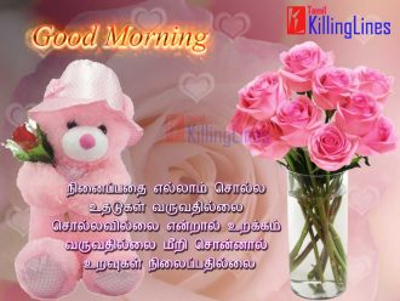 Good Morning
Tamil
KillingLines
நினைப்பதை எல்லாம் சொல்ல
உதடுகள் வருவதில்லை
சொல்லவில்லை என்றால் உறக்கம்
வருவதில்லை மீறி சொன்னால்
உறவுகள் நிலைப்பதில்லை